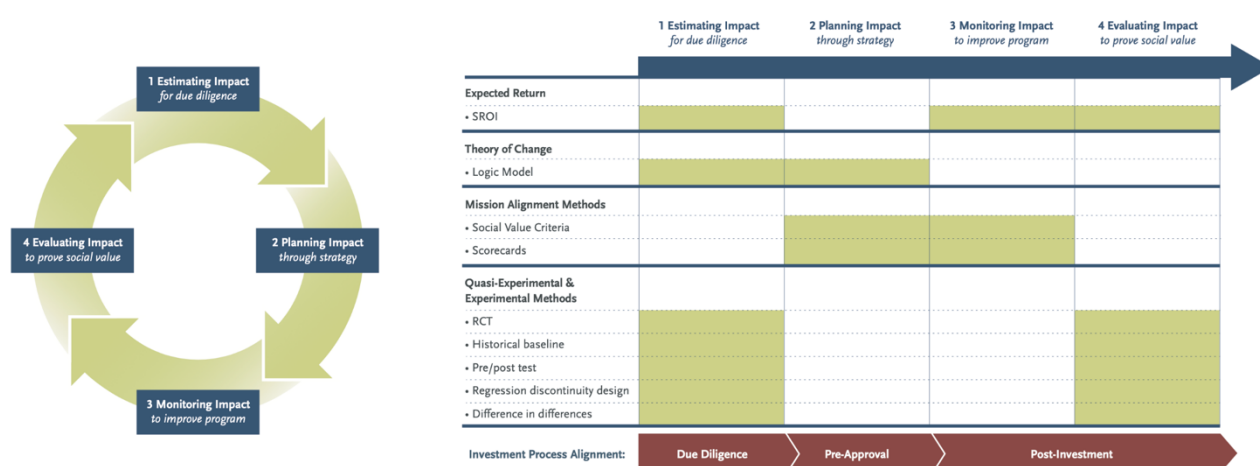 1 Estimating Impact
for due diligence
4 Evaluating Impact
to prove social value
2 Planning Impact
through strategy
3 Monitoring Impact
to improve program
1 Estimating Impact
for due diligence
2 Planning Impact
through strategy
3 Monitoring Impact
to improve program
4 Evaluating Impact
to prove social value
Expected Return
• SROI
Theory of Change
• Logic Model
Mission Alignment Methods
• Social Value Criteria
• Scorecards
Quasi-Experimental &
Experimental Methods
• RCT
• Historical baseline
• Pre/post test
• Regression discontinuity design
• Difference in differences
Investment Process Alignment:
Due Diligence
Pre-Approval
Post-Investment